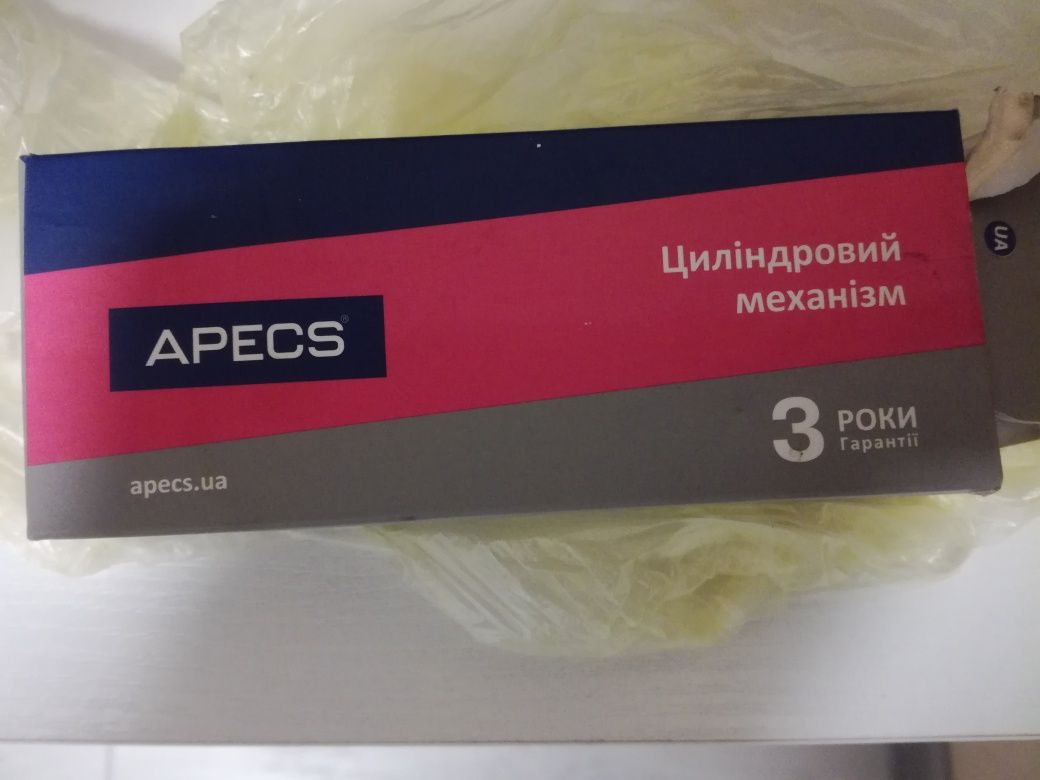 Циліндровий
механізм
APECS®
3 РОКИ
Гарантії
apecs.ua
UA